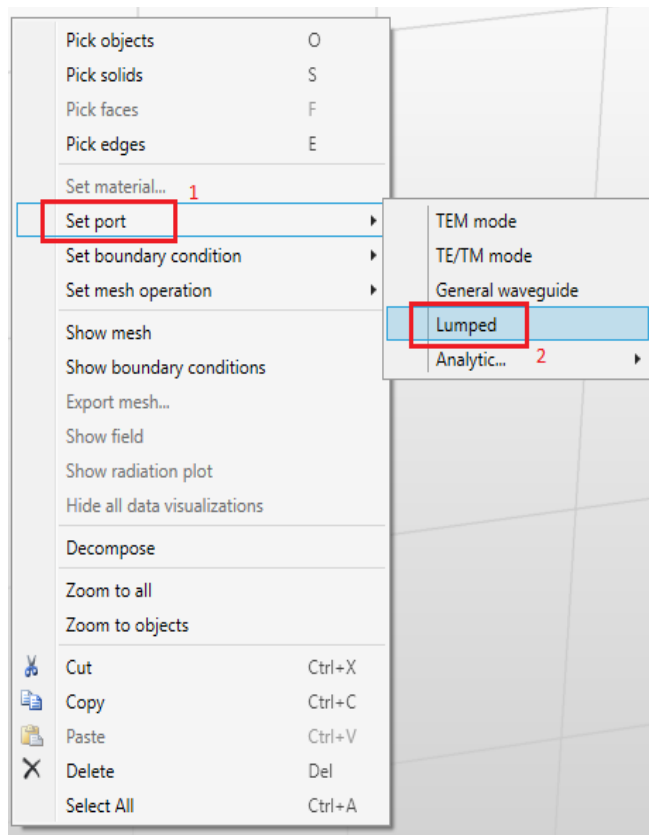 Pick objects O
Pick solids S
Pick faces F
Pick edges E
Set material...
1
Set port
Set boundary condition
Set mesh operation
Show mesh
Show boundary conditions
Export mesh...
Show field
Show radiation plot
Hide all data visualizations
Decompose
Zoom to all
Zoom to objects
Cut Ctrl+X
Copy Ctrl+C
Paste Ctrl+V
Delete Del
Select All Ctrl+A
TEM mode
TE/TM mode
General waveguide
Lumped
Analytic... 2